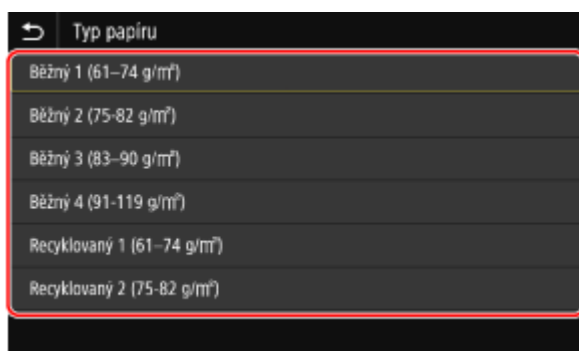 Typ papíru
Běžný 1 (61–74 g/m²)
Běžný 2 (75-82 g/m²)
Běžný 3 (83–90 g/m²)
Běžný 4 (91-119 g/m²)
Recyklovaný 1 (61–74 g/m²)
Recyklovaný 2 (75-82 g/m²)